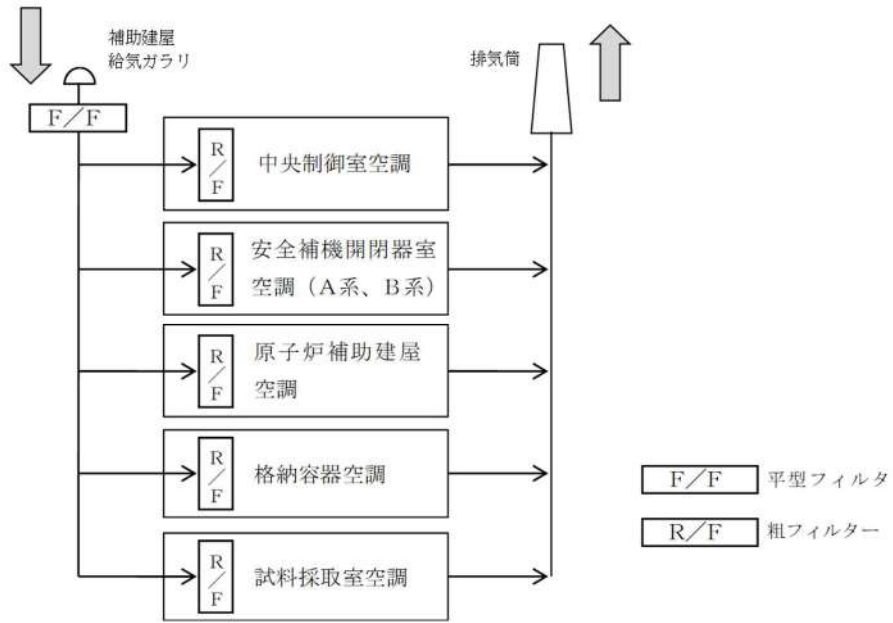 補助建屋
給気ガラリ
排気筒
F/F
R/F
中央制御室空調
R/F
安全補機開閉器室
空調（A系、B系）
R/F
原子炉補助建屋
空調
R/F
格納容器空調
R/F
試料採取室空調
F/F 平型フィルタ
R/F 粗フィルター